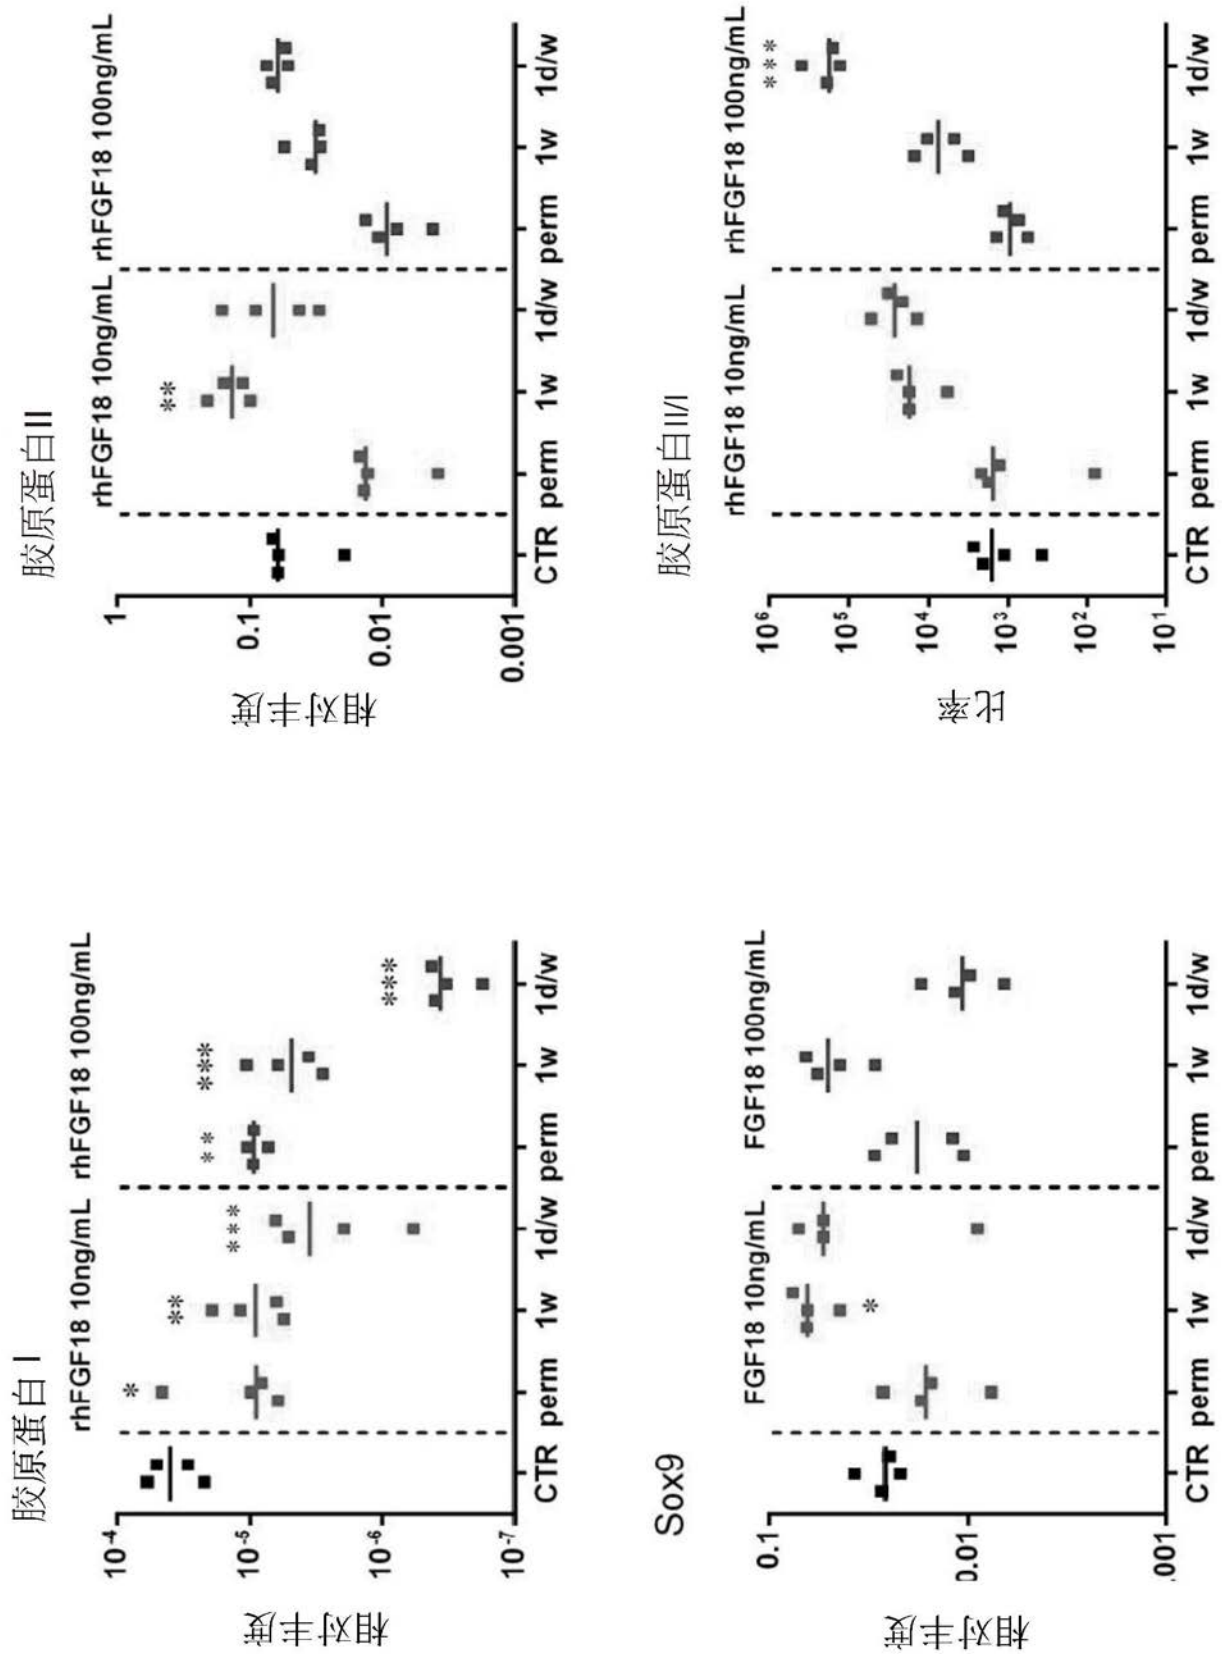 胶原蛋白 I
rhFGF18 10ng/mL rhFGF18 100ng/mL
* ** *** ** *** ***
相对丰度
10-4
10-5
10-6
10-7
CTR perm 1w 1d/w perm 1w 1d/w
胶原蛋白II
rhFGF18 10ng/mL rhFGF18 100ng/mL
**
相对丰度
1
0.1
0.01
0.001
CTR perm 1w 1d/w perm 1w 1d/w
Sox9
FGF18 10ng/mL FGF18 100ng/mL
*
相对丰度
0.1
0.01
.001
CTR perm 1w 1d/w perm 1w 1d/w
胶原蛋白II/I
rhFGF18 10ng/mL rhFGF18 100ng/mL
***
比率
10⁶
10⁵
10⁴
10³
10²
10¹
CTR perm 1w 1d/w perm 1w 1d/w